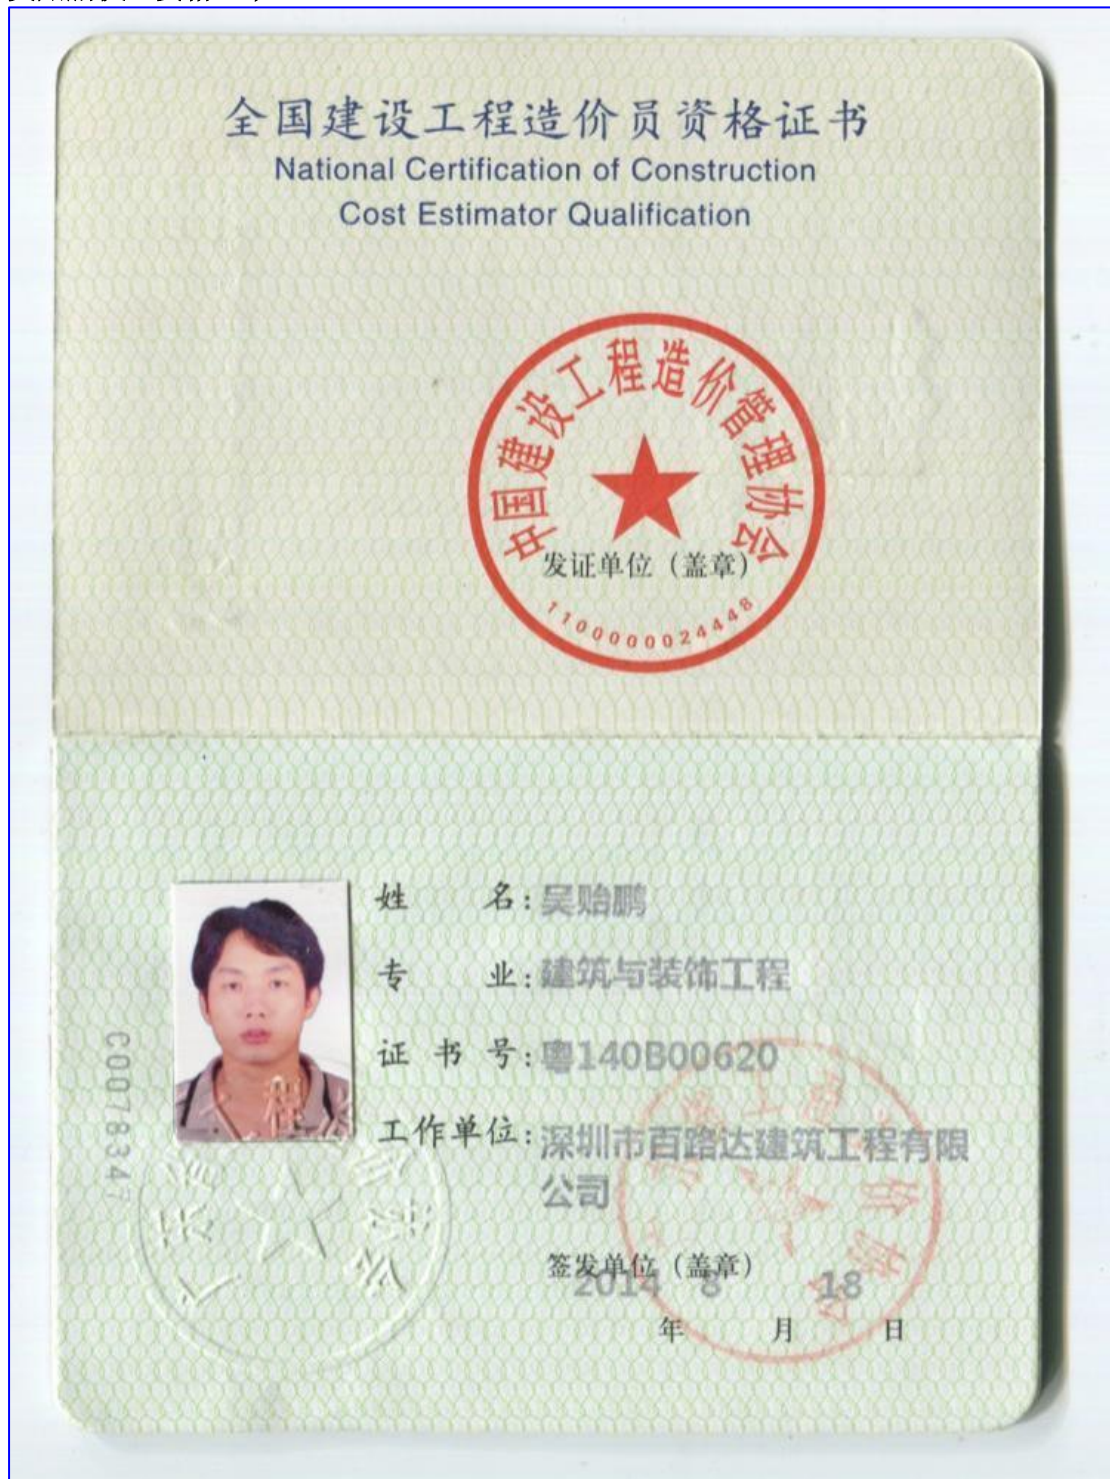 全国建设工程造价员资格证书
National Certification of Construction
Cost Estimator Qualification
中国建设工程造价管理协会
发证单位（盖章）
1100000024448
姓 名：吴贻鹏
专 业：建筑与装饰工程
证 书 号：粤140B00620
工作单位：深圳市百路达建筑工程有限
公司
C0078347
签发单位（盖章）
2014 8 18
年 月 日